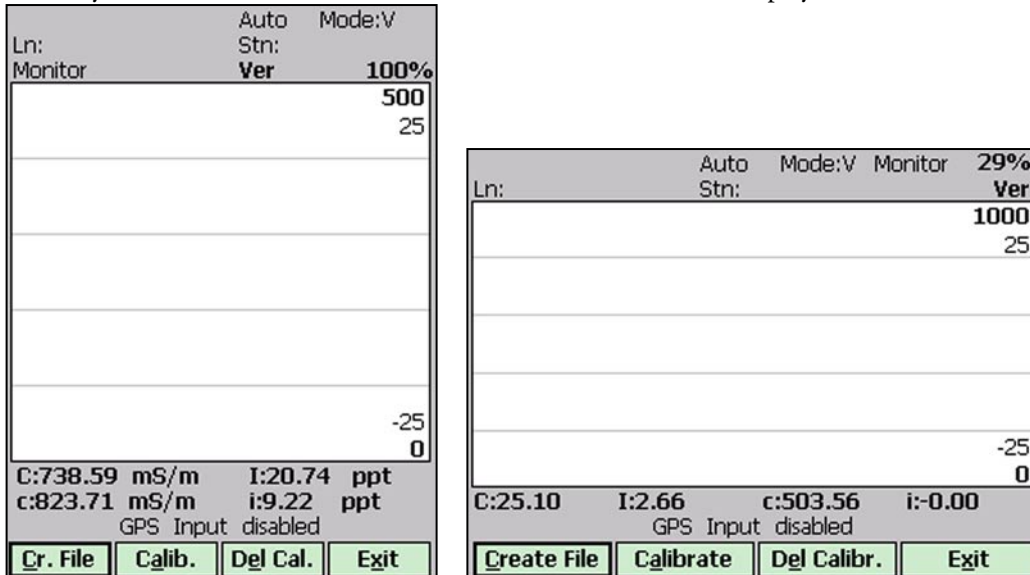 Auto Mode:V
Ln: Stn:
Monitor Ver 100%
500
25
-25
0
C:738.59 mS/m I:20.74 ppt
c:823.71 mS/m i:9.22 ppt
GPS Input disabled
Cr. File Calib. Del Cal. Exit
Auto Mode:V Monitor 29%
Ln: Stn: Ver
1000
25
-25
0
C:25.10 I:2.66 c:503.56 i:-0.00
GPS Input disabled
Create File Calibrate Del Calibr. Exit